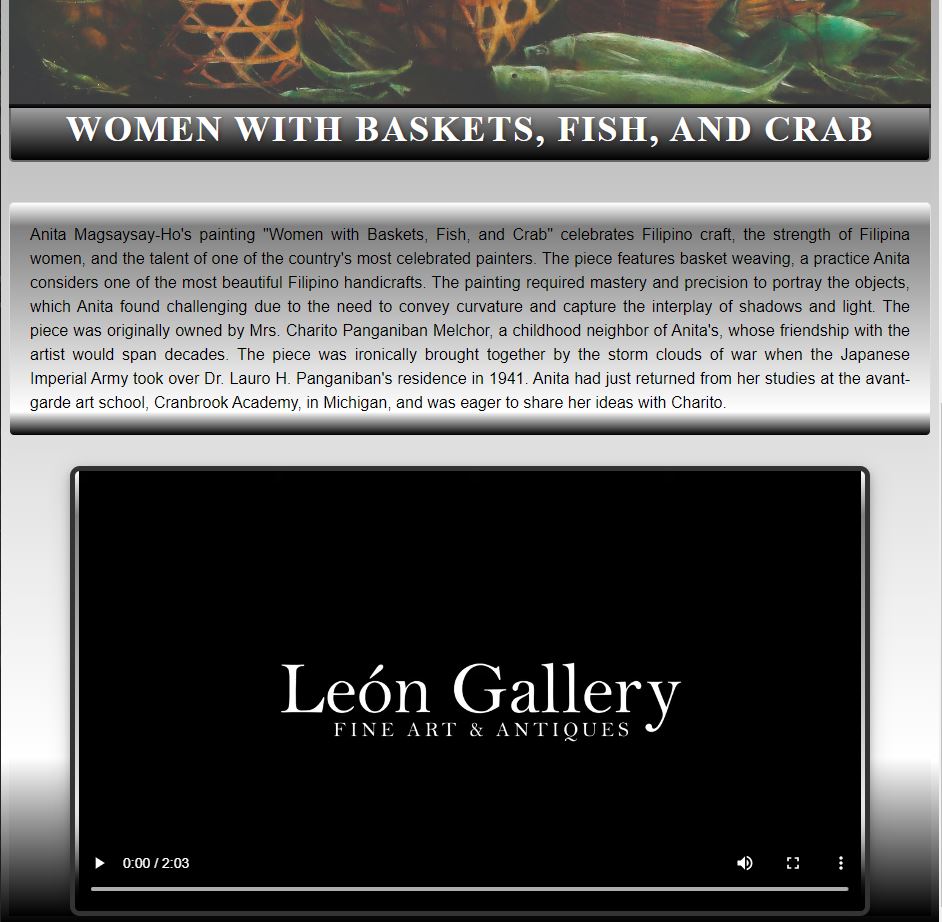 WOMEN WITH BASKETS, FISH, AND CRAB
Anita Magsaysay-Ho's painting "Women with Baskets, Fish, and Crab" celebrates Filipino craft, the strength of Filipina
women, and the talent of one of the country's most celebrated painters. The piece features basket weaving, a practice Anita
considers one of the most beautiful Filipino handicrafts. The painting required mastery and precision to portray the objects,
which Anita found challenging due to the need to convey curvature and capture the interplay of shadows and light. The
piece was originally owned by Mrs. Charito Panganiban Melchor, a childhood neighbor of Anita's, whose friendship with the
artist would span decades. The piece was ironically brought together by the storm clouds of war when the Japanese
Imperial Army took over Dr. Lauro H. Panganiban's residence in 1941. Anita had just returned from her studies at the avant-
garde art school, Cranbrook Academy, in Michigan, and was eager to share her ideas with Charito.
León Gallery
FINE ART & ANTIQUES
0:00 / 2:03